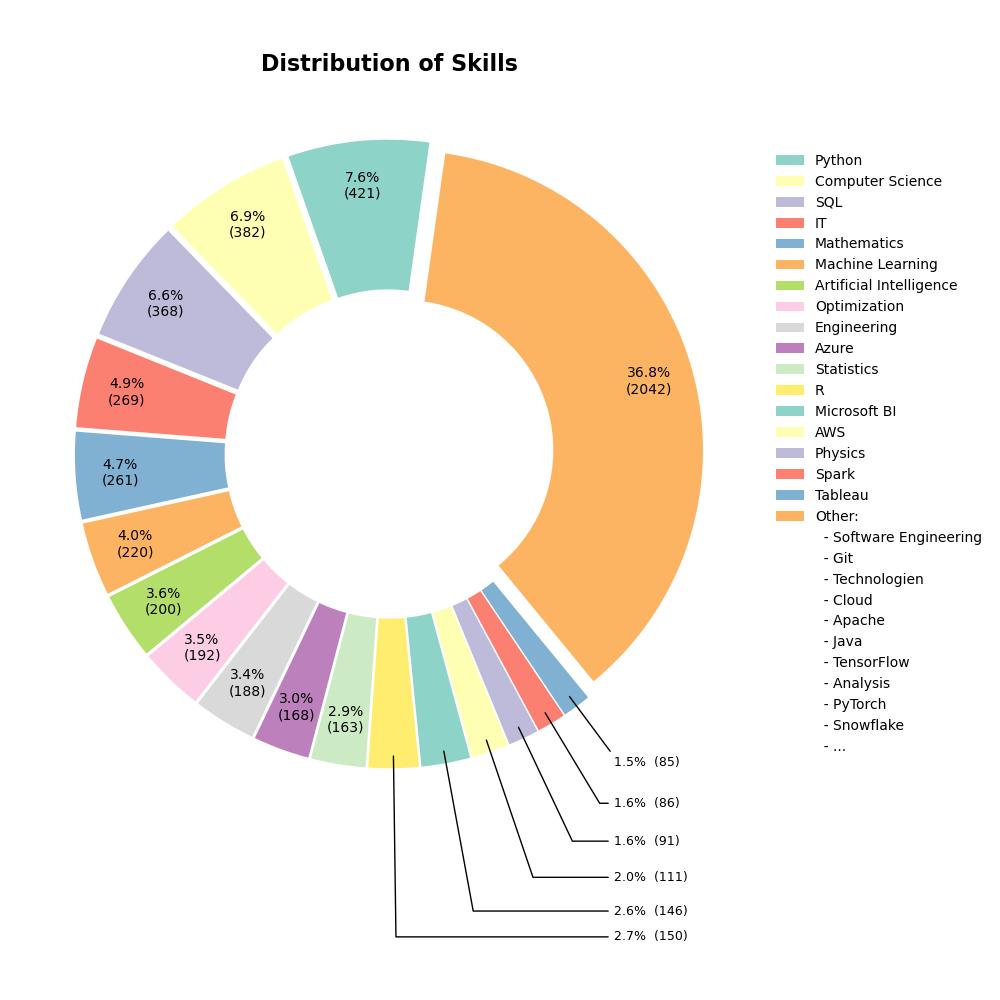 Distribution of Skills
7.6%
(421)
6.9%
(382)
6.6%
(368)
4.9%
(269)
4.7%
(261)
4.0%
(220)
3.6%
(200)
3.5%
(192)
3.4%
(188)
3.0%
(168)
2.9%
(163)
36.8%
(2042)
1.5% (85)
1.6% (86)
1.6% (91)
2.0% (111)
2.6% (146)
2.7% (150)
Python
Computer Science
SQL
IT
Mathematics
Machine Learning
Artificial Intelligence
Optimization
Engineering
Azure
Statistics
R
Microsoft BI
AWS
Physics
Spark
Tableau
Other:
- Software Engineering
- Git
- Technologien
- Cloud
- Apache
- Java
- TensorFlow
- Analysis
- PyTorch
- Snowflake
- ...